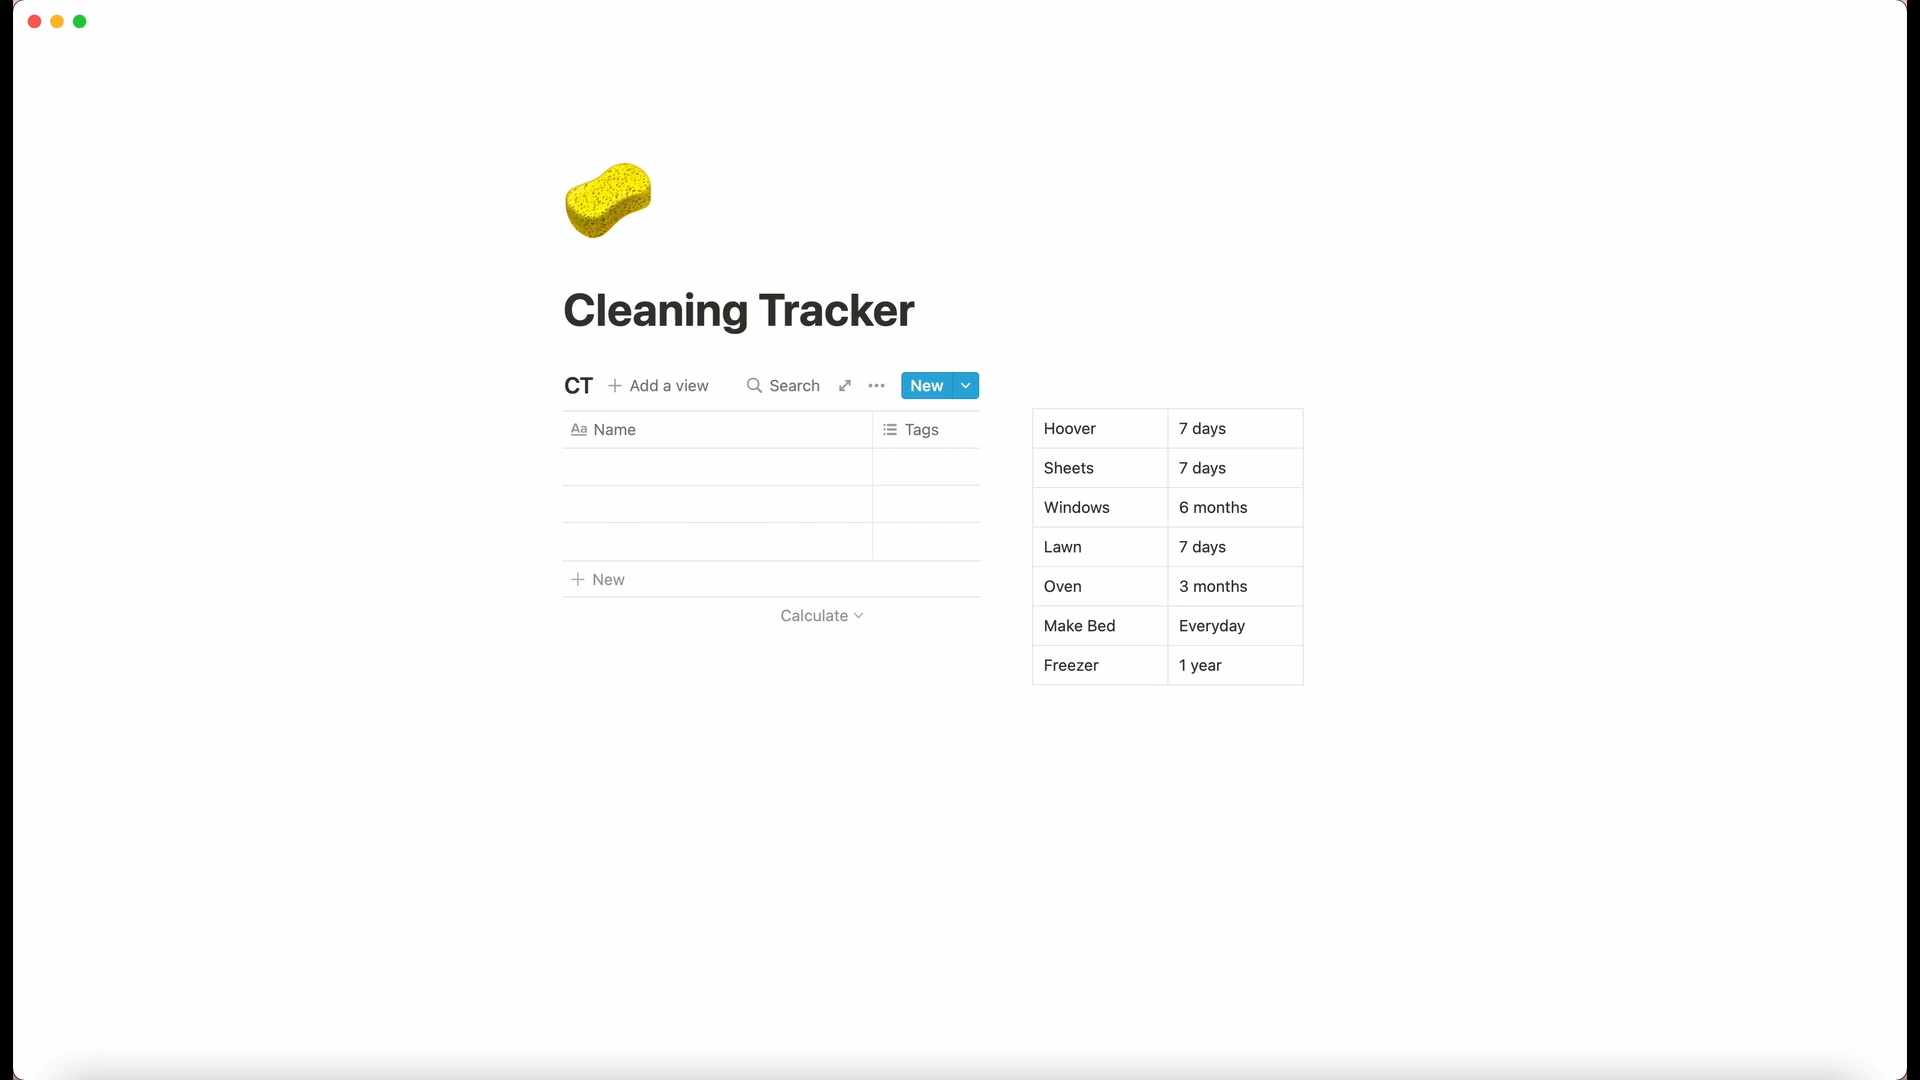 Cleaning Tracker
CT + Add a view Search New
Aa Name Tags
+ New
Calculate
Hoover 7 days
Sheets 7 days
Windows 6 months
Lawn 7 days
Oven 3 months
Make Bed Everyday
Freezer 1 year